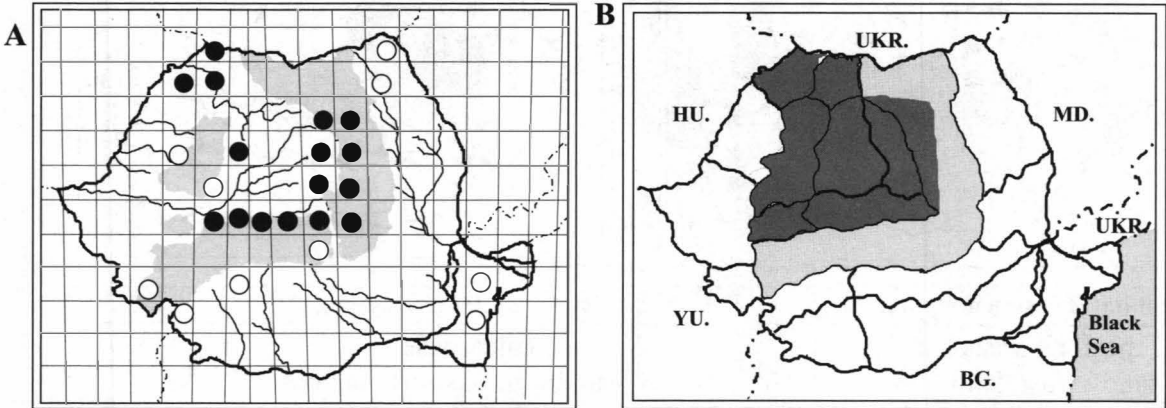 A
B
UKR.
HU.
MD.
UKR.
YU.
Black
Sea
BG.